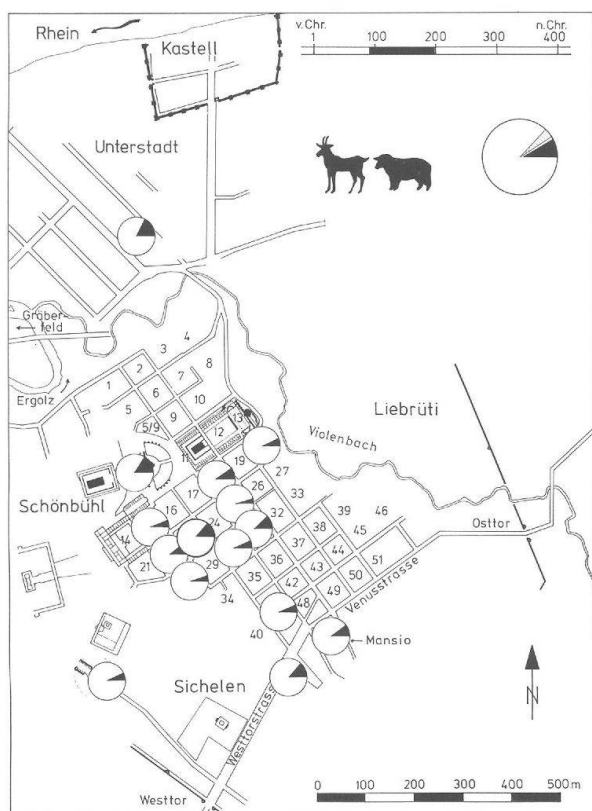 Rhein
Kastell
v. Chr. n. Chr.
1 100 200 300 400
Unterstadt
Gräber-
feld
Ergolz
1
2
3
4
5
6
7
8
5/9
9
10
11
12
13
Liebrüti
Violenbach
Schönbühl
14
16
17
19
21
24
26
27
29
32
33
34
35
36
37
38
39
40
42
43
44
45
46
48
49
50
51
Osttor
Venusstrasse
Mansio
Sichelen
Westtorstrasse
Westtor
N
0 100 200 300 400 500 m